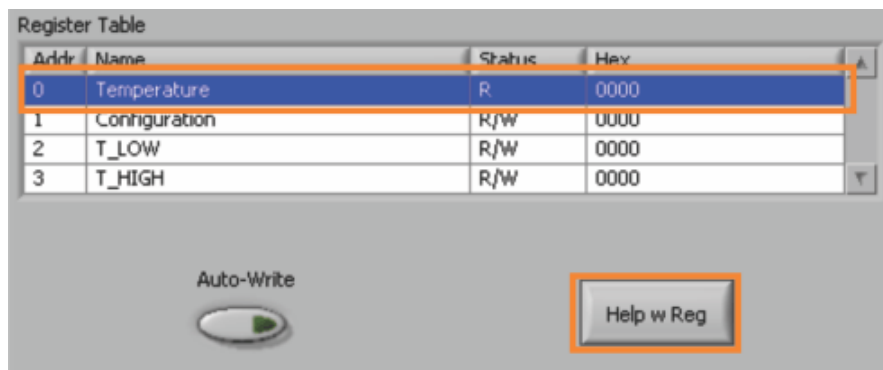 Register Table
Addr Name Status Hex
0 Temperature R 0000
1 Configuration R/W 0000
2 T_LOW R/W 0000
3 T_HIGH R/W 0000
Auto-Write
Help w Reg